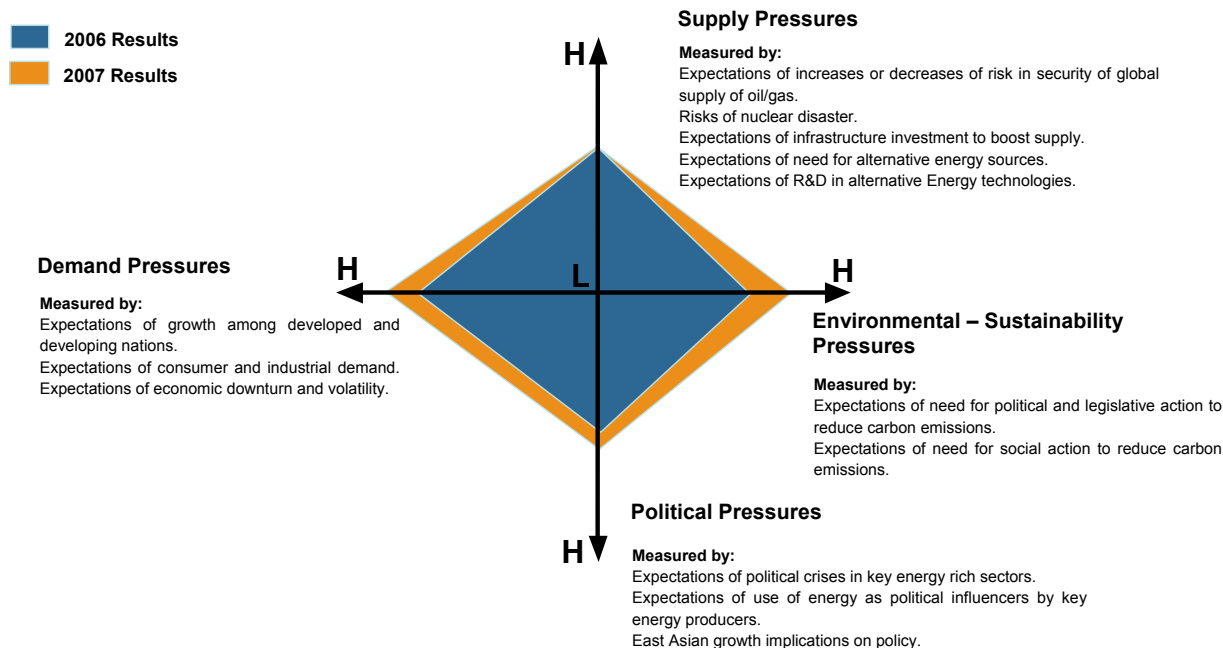 2006 Results
2007 Results
Supply Pressures
Measured by:
Expectations of increases or decreases of risk in security of global
supply of oil/gas.
Risks of nuclear disaster.
Expectations of infrastructure investment to boost supply.
Expectations of need for alternative energy sources.
Expectations of R&D in alternative Energy technologies.
H
Demand Pressures
Measured by:
Expectations of growth among developed and
developing nations.
Expectations of consumer and industrial demand.
Expectations of economic downturn and volatility.
H
L
H
Environmental – Sustainability
Pressures
Measured by:
Expectations of need for political and legislative action to
reduce carbon emissions.
Expectations of need for social action to reduce carbon
emissions.
H
Political Pressures
Measured by:
Expectations of political crises in key energy rich sectors.
Expectations of use of energy as political influencers by key
energy producers.
East Asian growth implications on policy.